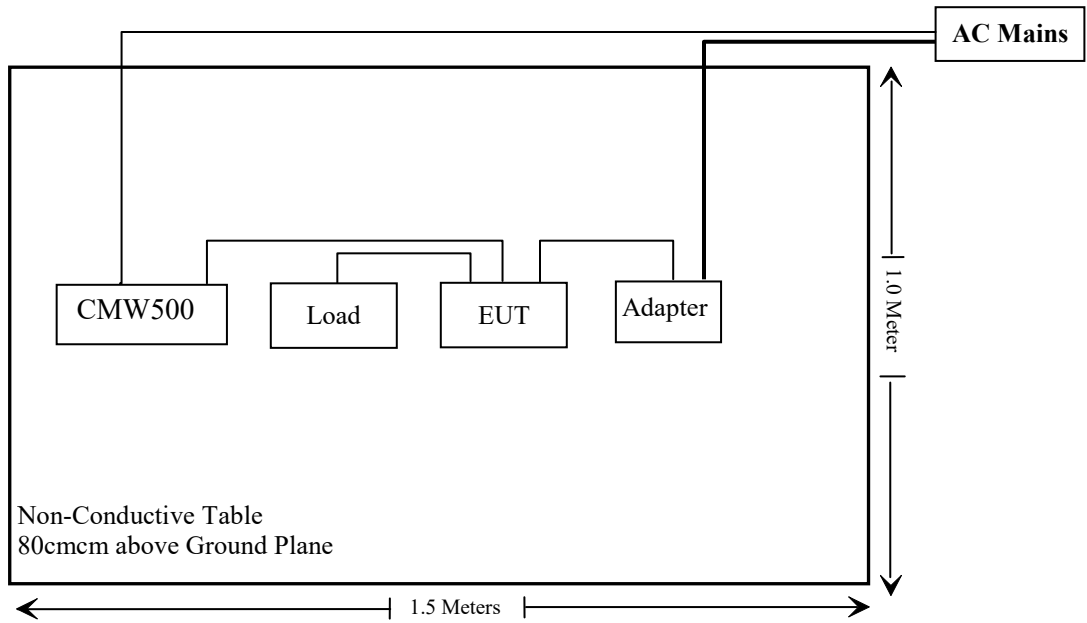 AC Mains
CMW500
Load
EUT
Adapter
1.0 Meter
Non-Conductive Table
80cmcm above Ground Plane
1.5 Meters